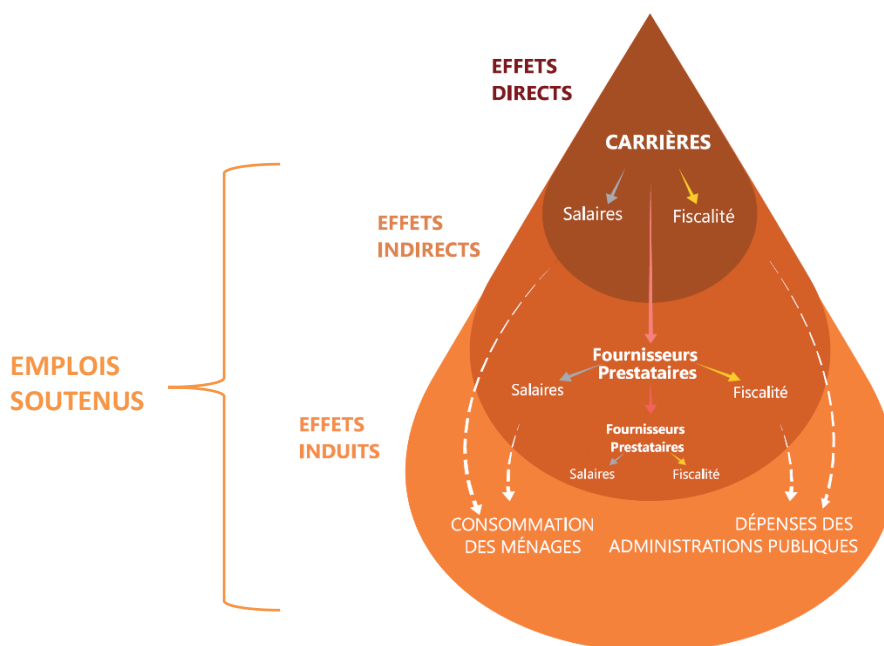 EFFETS
DIRECTS
CARRIÈRES
Salaires
Fiscalité
EFFETS
INDIRECTS
Fournisseurs
Prestataires
Salaires
Fiscalité
EMPLOIS
SOUTENUS
EFFETS
INDUITS
Fournisseurs
Prestataires
Salaires
Fiscalité
CONSOMMATION
DES MÉNAGES
DÉPENSES DES
ADMINISTRATIONS PUBLIQUES